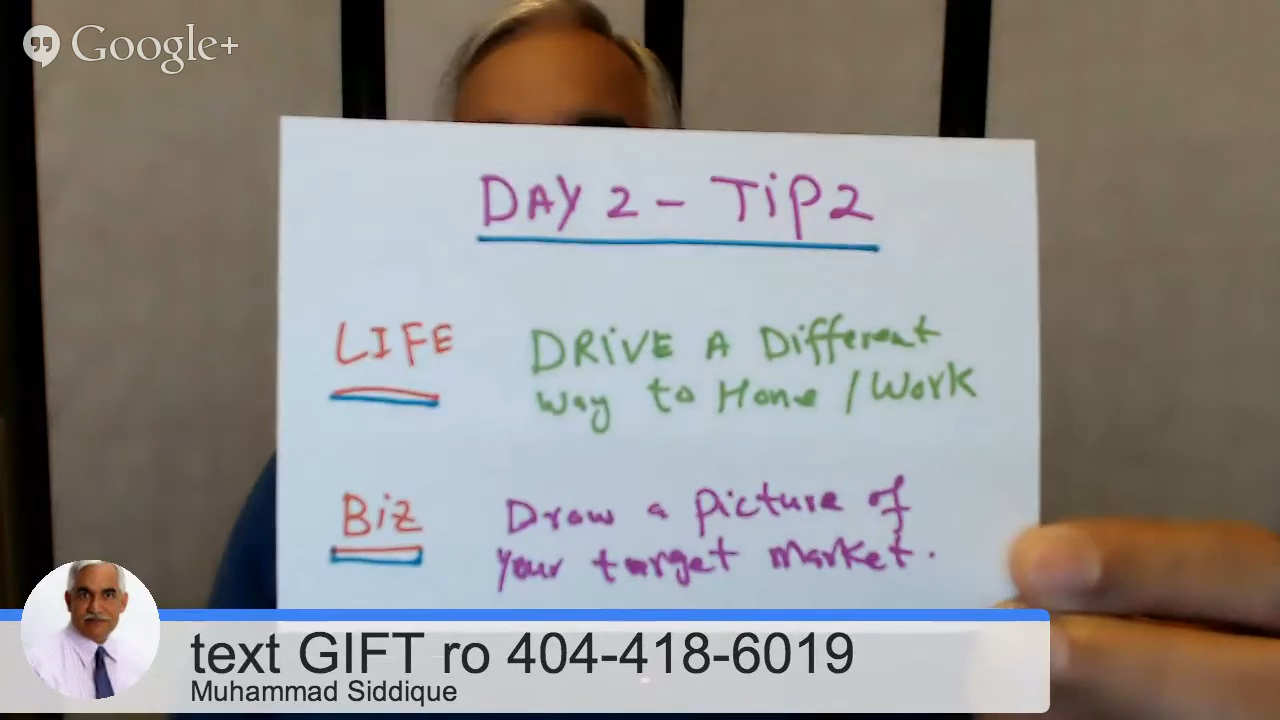 Google+
DAY 2 - TiP 2
LIFE DRiVE A Different
way to Home / Work
Biz Draw a picture of
your target market.
text GIFT ro 404-418-6019
Muhammad Siddique